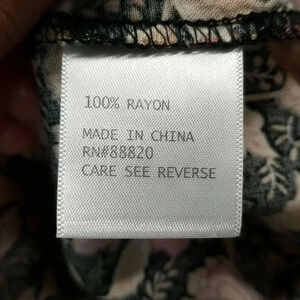 100% RAYON
MADE IN CHINA
RN#88820
CARE SEE REVERSE